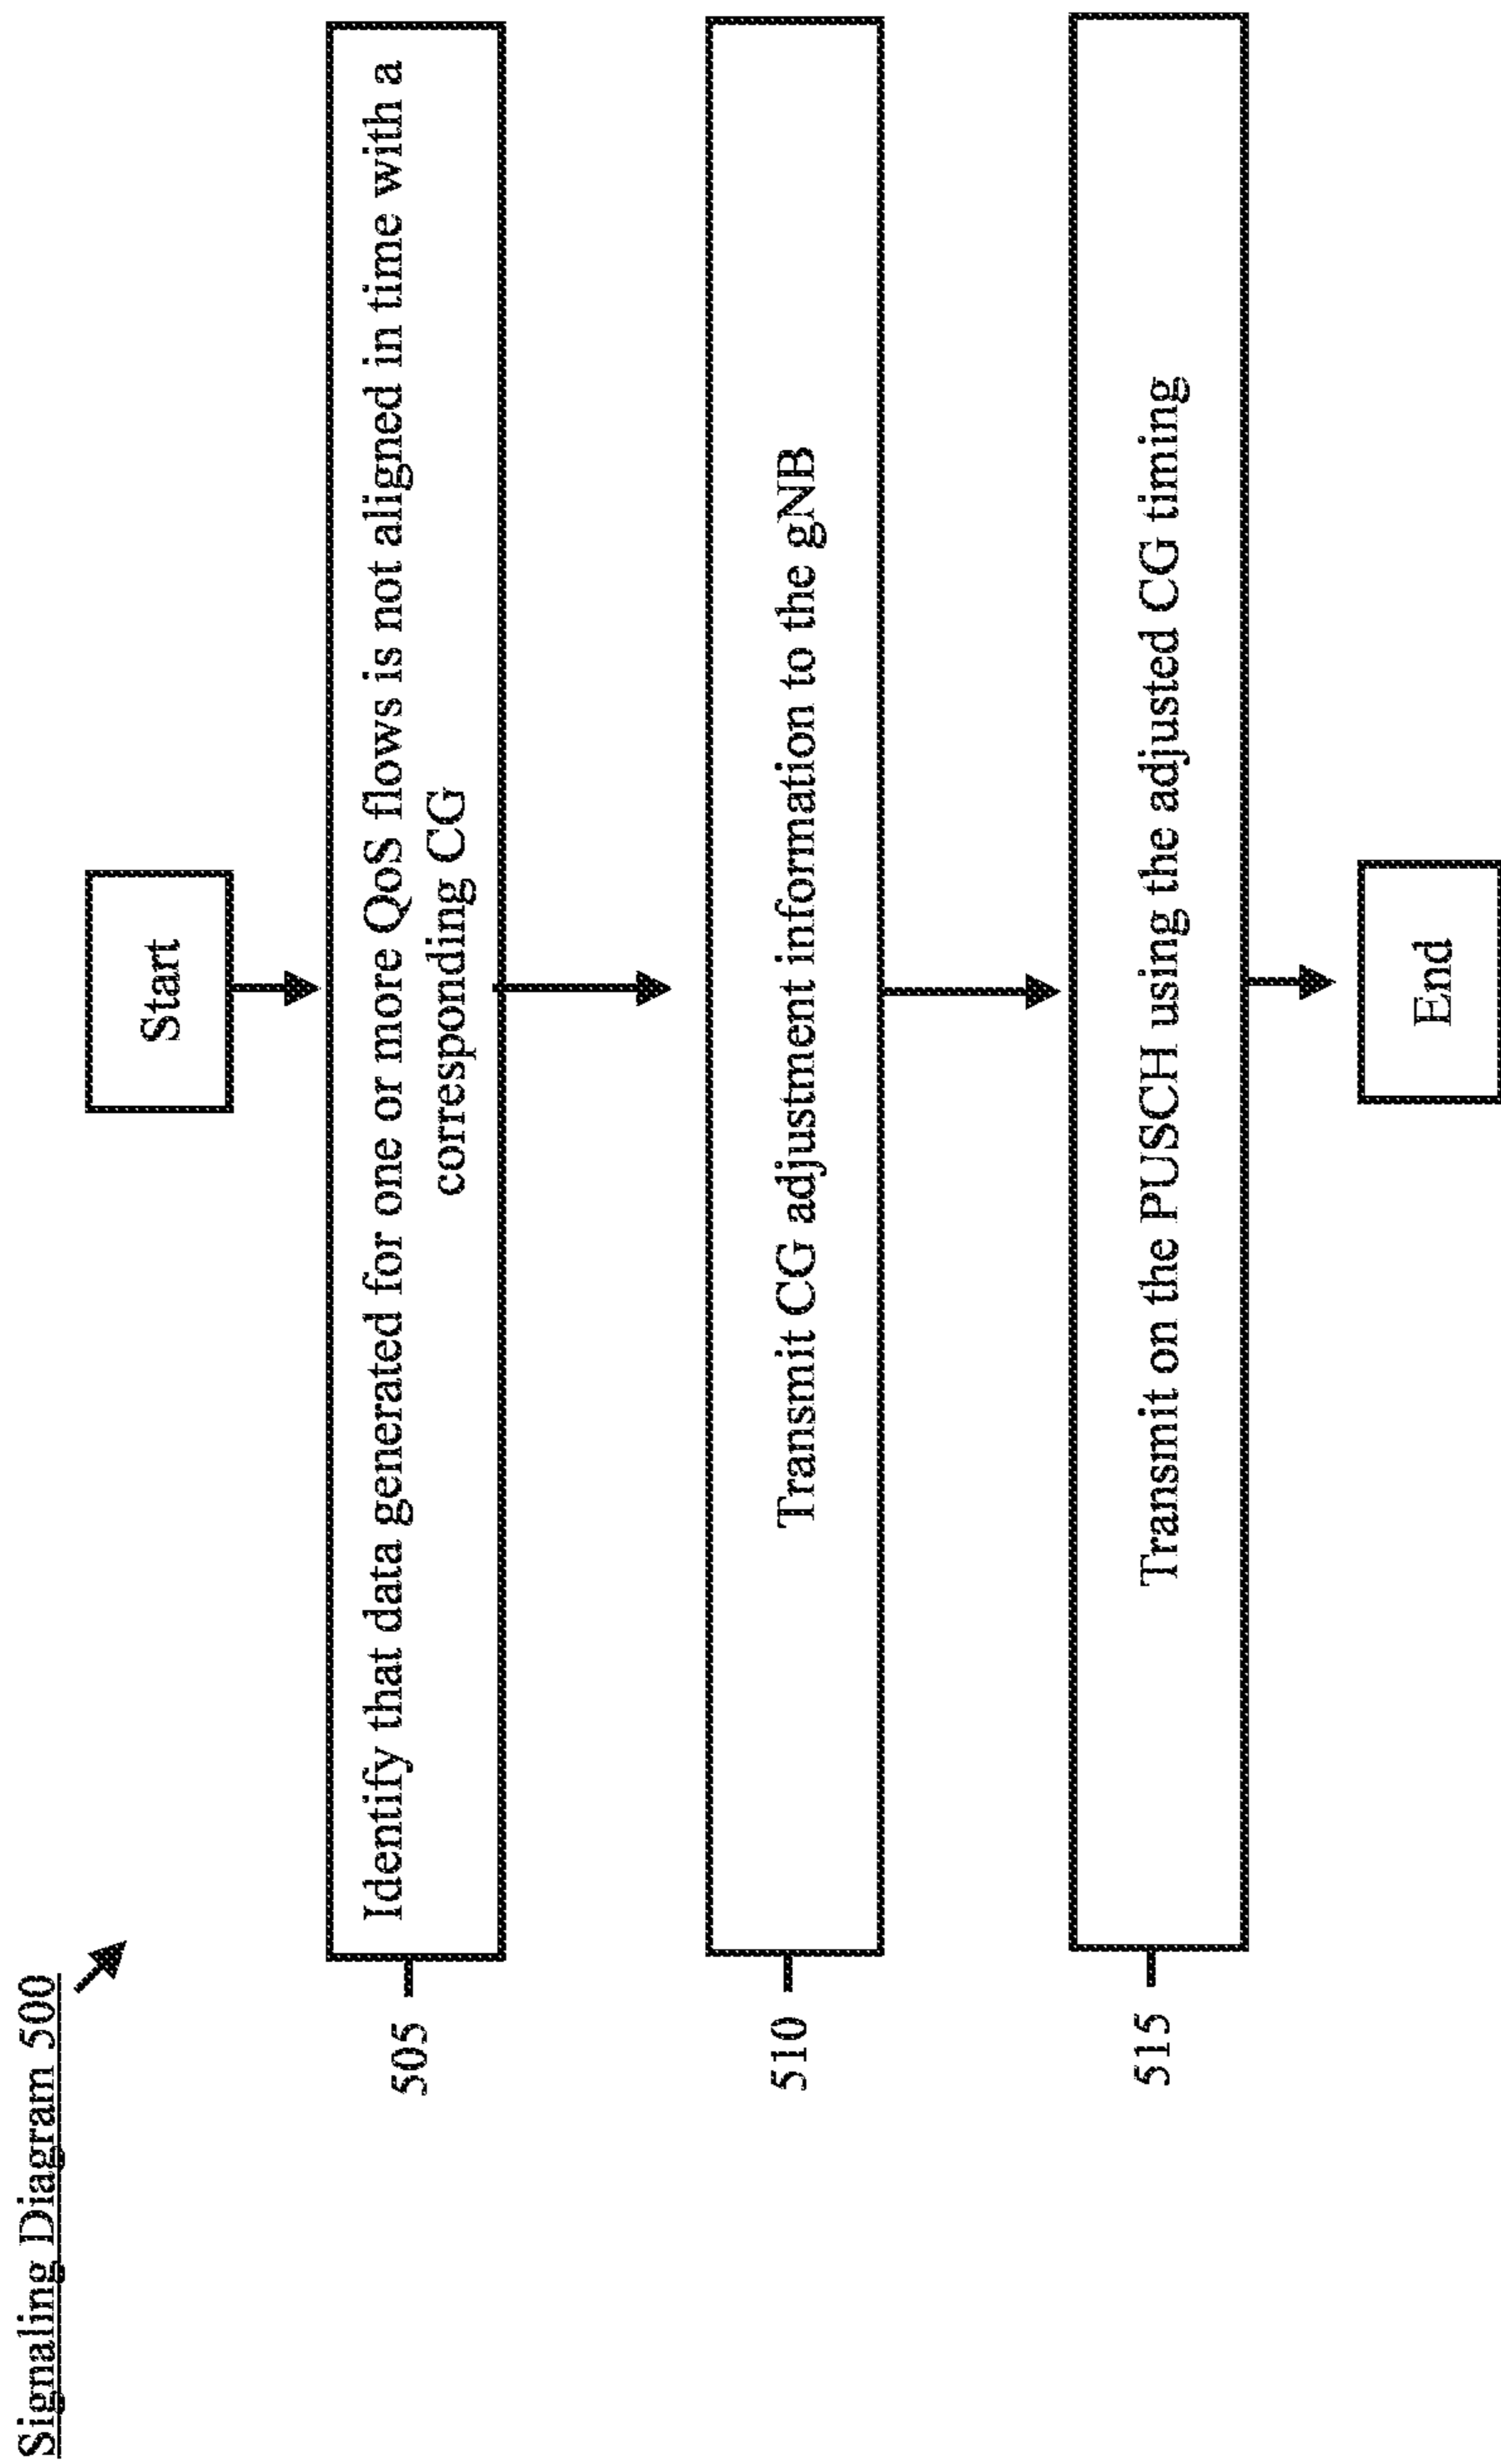 Signaling Diagram 500
Start
505
Identify that data generated for one or more QoS flows is not aligned in time with a
corresponding CG
510
Transmit CG adjustment information to the gNB
515
Transmit on the PUSCH using the adjusted CG timing
End